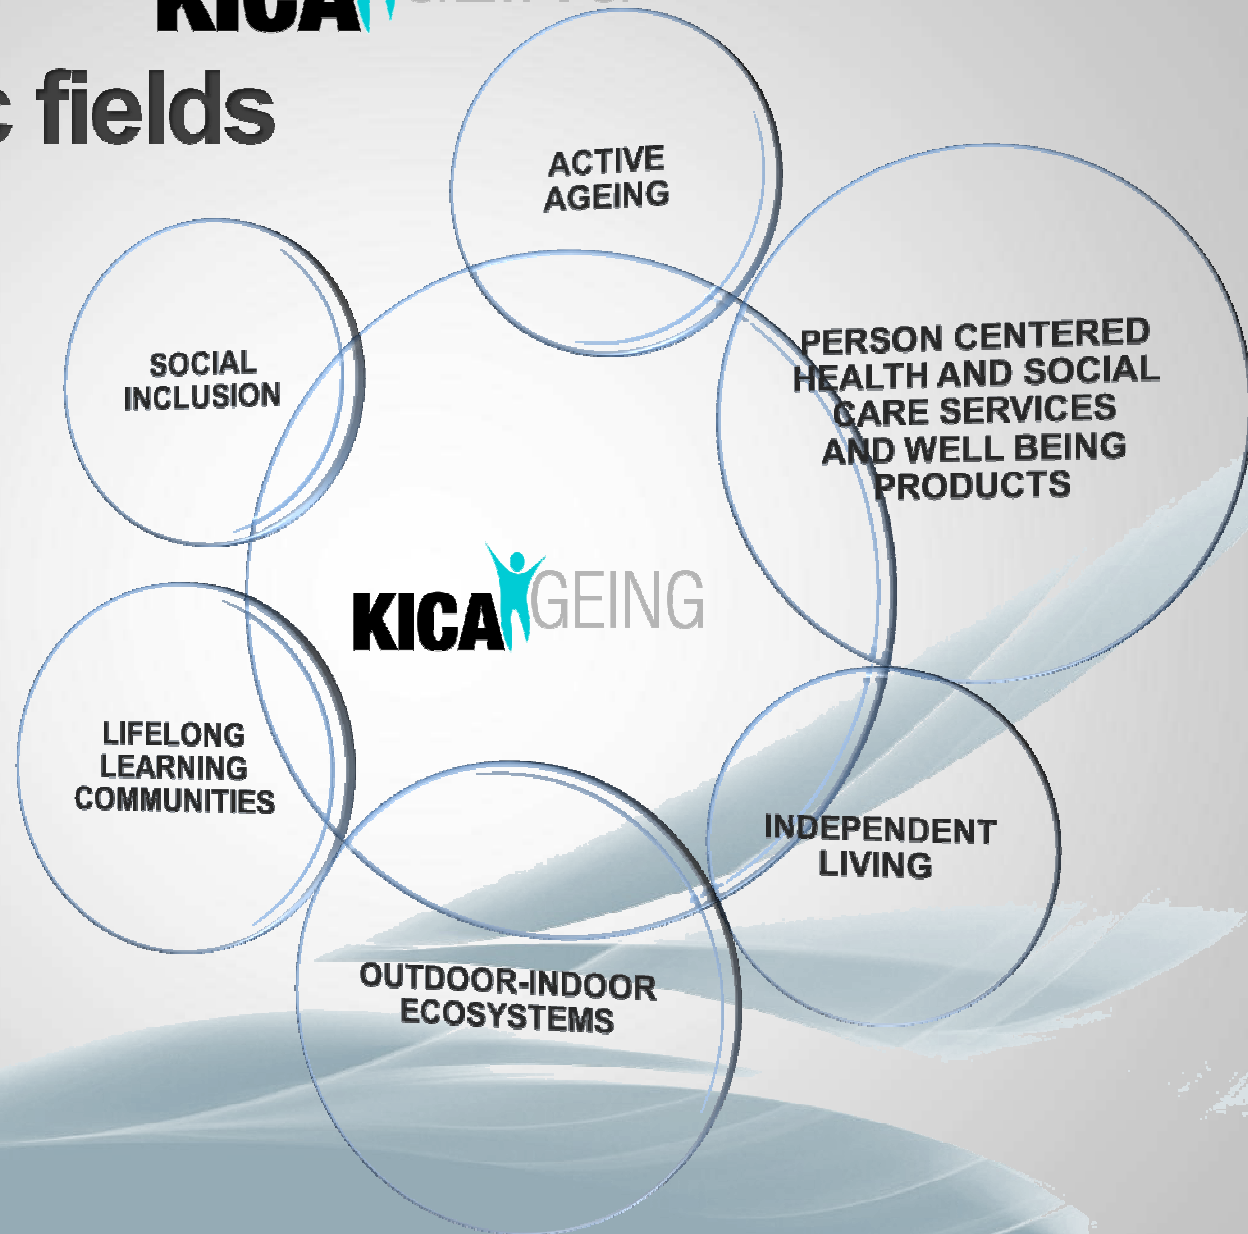 KICA
fields
ACTIVE
AGEING
PERSON CENTERED
HEALTH AND SOCIAL
CARE SERVICES
AND WELL BEING
PRODUCTS
SOCIAL
INCLUSION
KICAGEING
LIFELONG
LEARNING
COMMUNITIES
INDEPENDENT
LIVING
OUTDOOR-INDOOR
ECOSYSTEMS